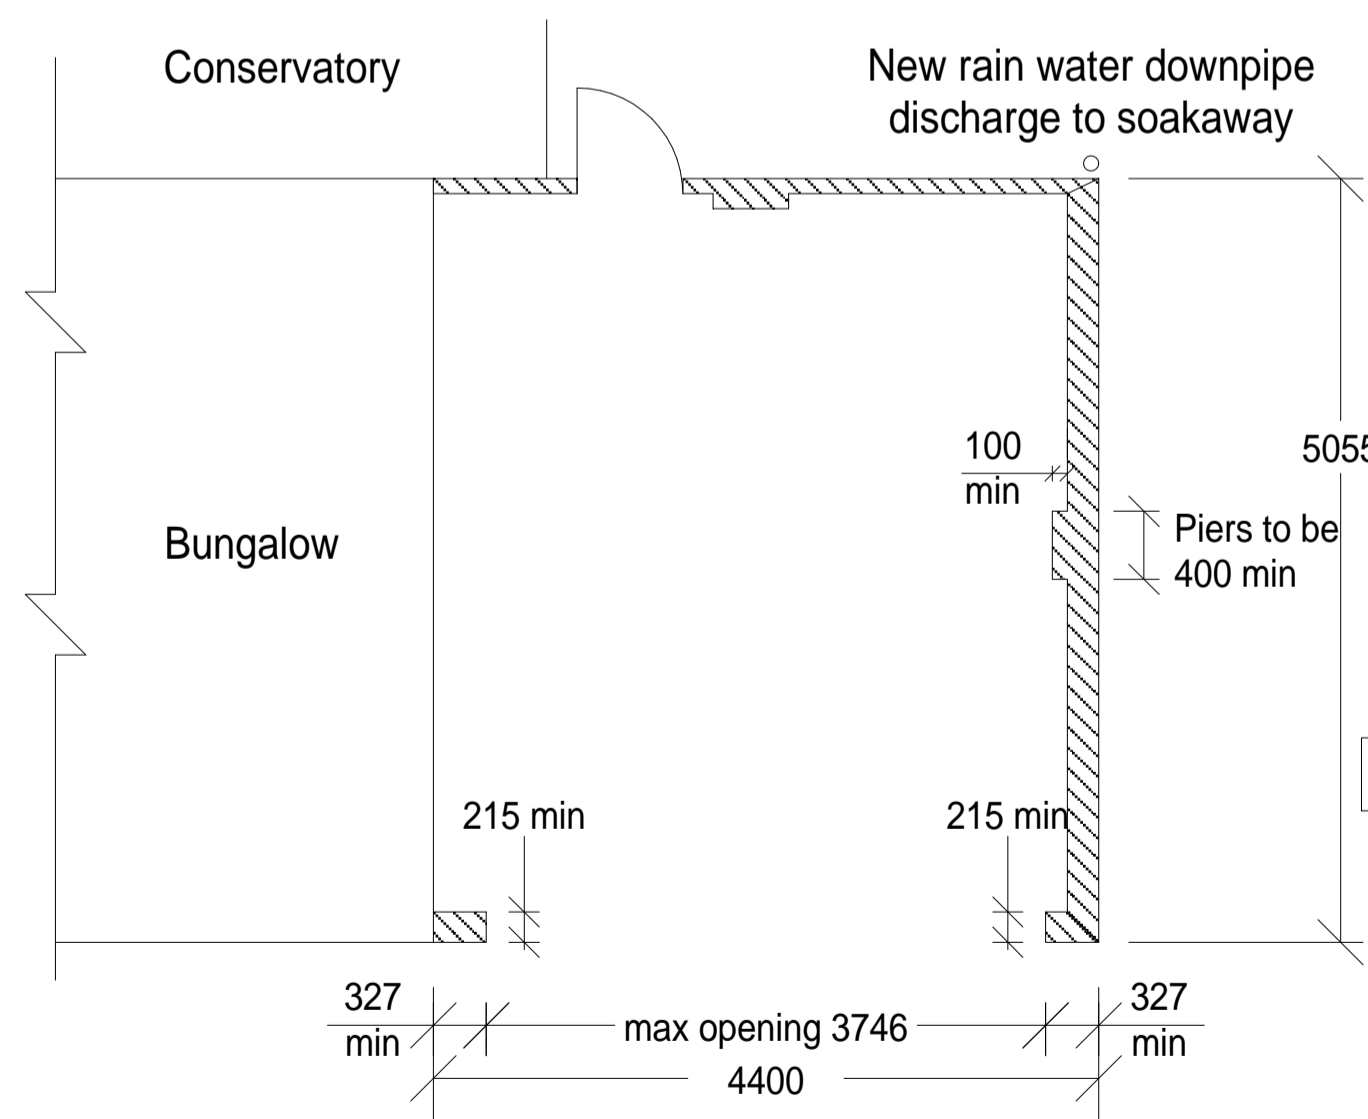 Conservatory
New rain water downpipe
discharge to soakaway
100
min
5055
Bungalow
Piers to be
400 min
215 min
215 min
327
min
max opening 3746
327
min
4400